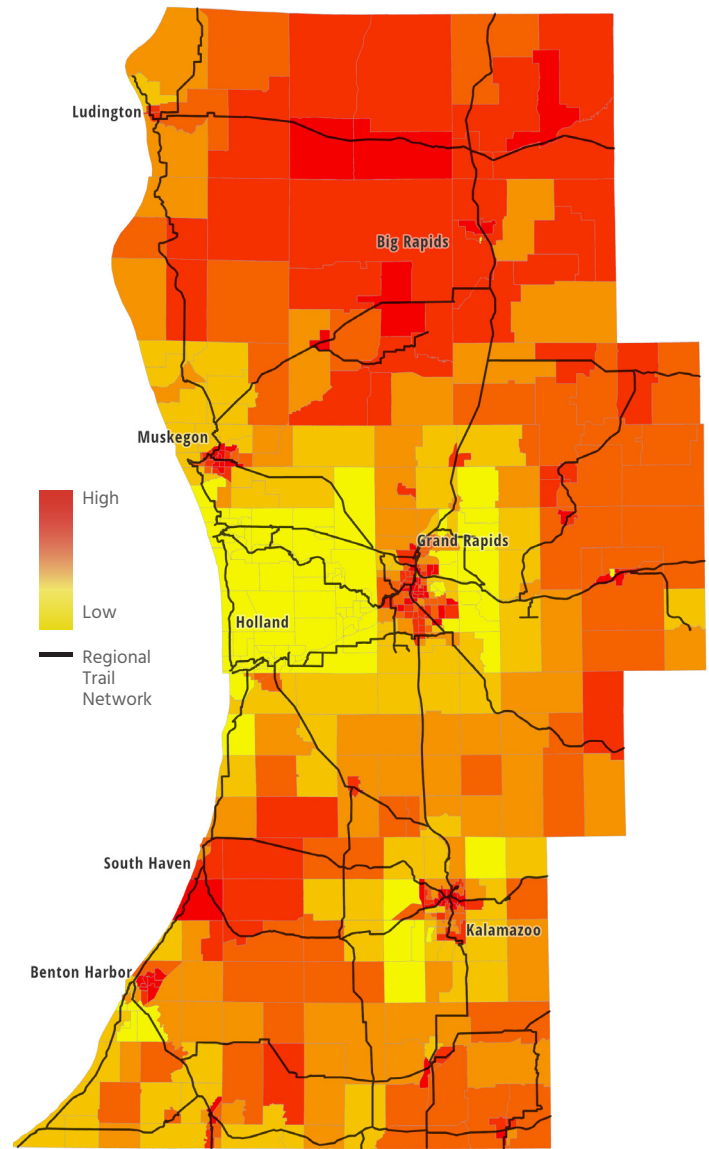 Ludington
Big Rapids
Muskegon
High
Grand Rapids
Low
Holland
Regional
Trail
Network
South Haven
Kalamazoo
Benton Harbor